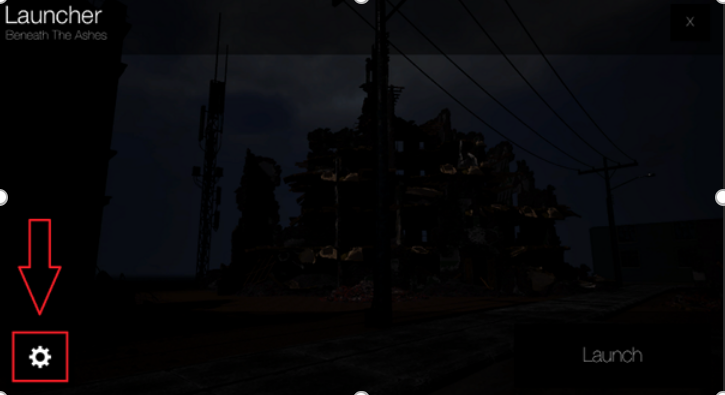 Launcher
Beneath The Ashes
X
Launch